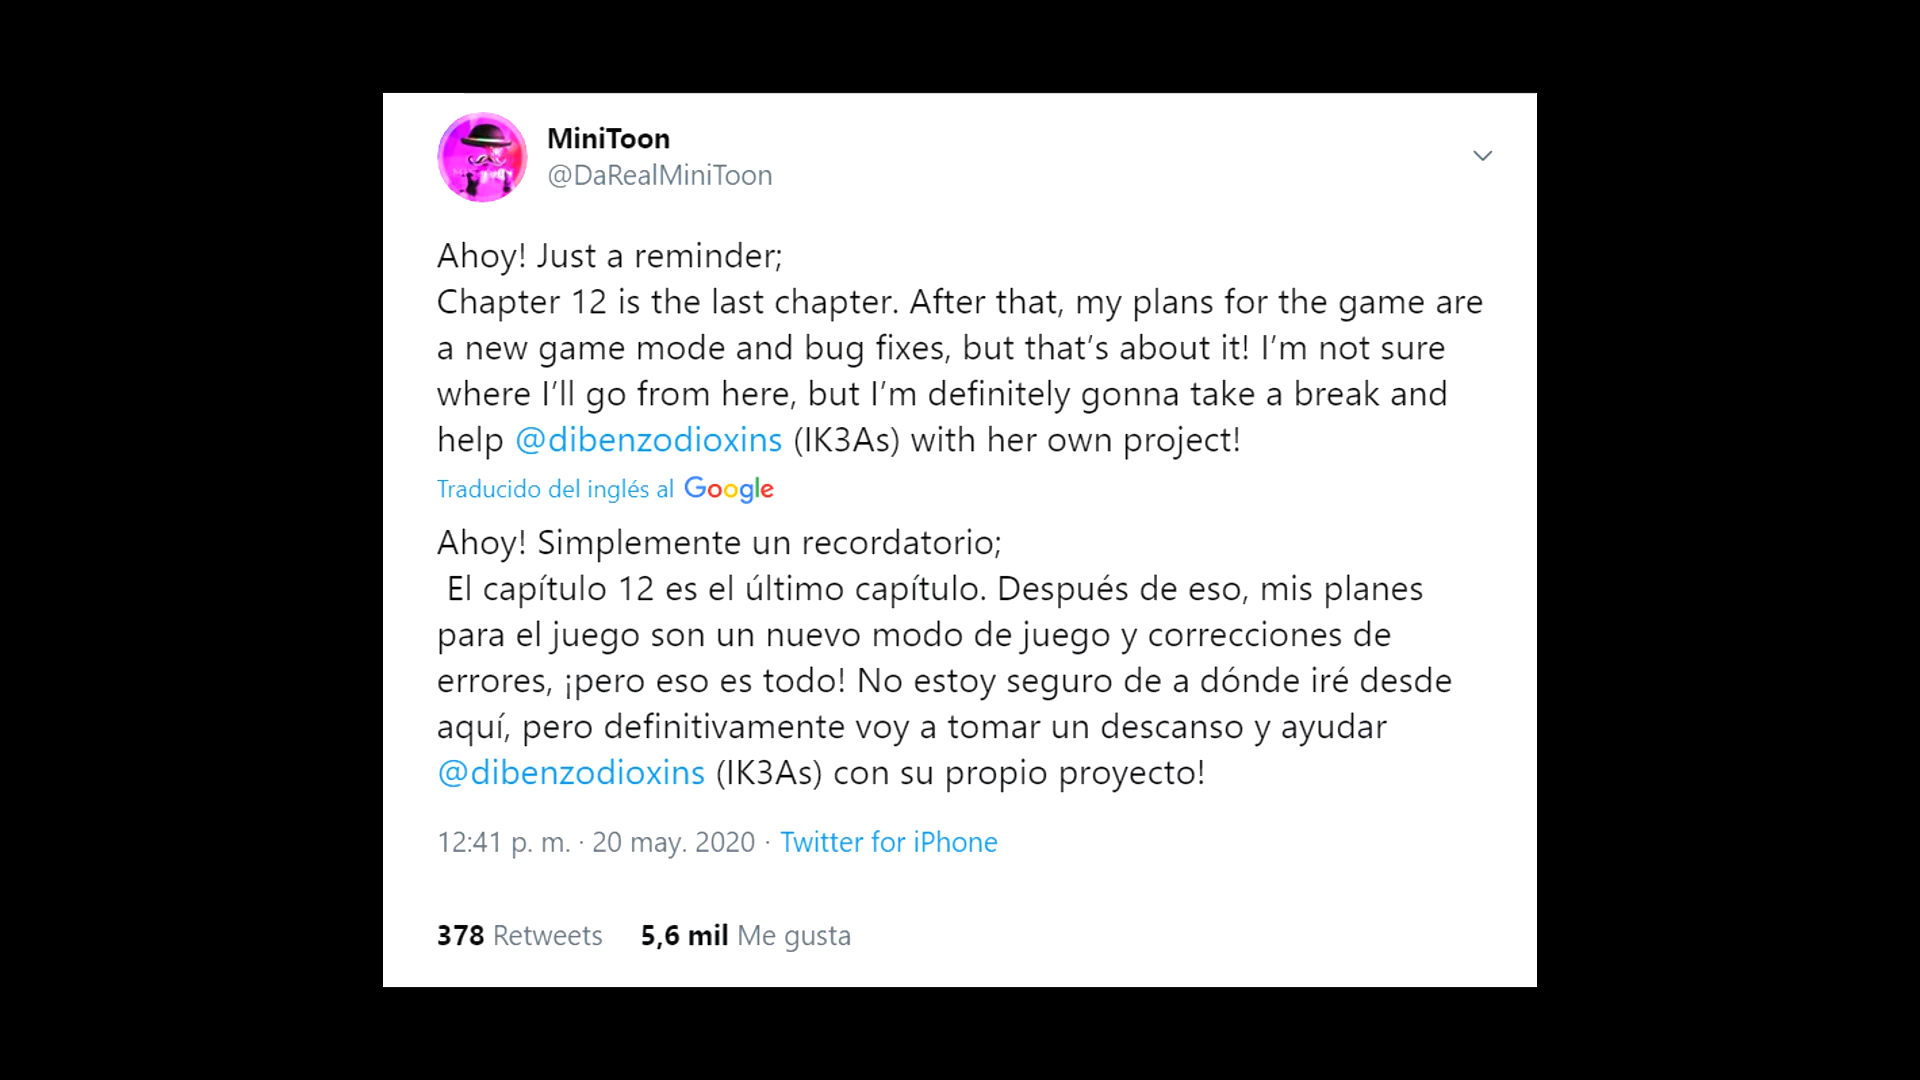 MiniToon
@DaRealMiniToon
Ahoy! Just a reminder;
Chapter 12 is the last chapter. After that, my plans for the game are
a new game mode and bug fixes, but that’s about it! I’m not sure
where I’ll go from here, but I’m definitely gonna take a break and
help @dibenzodioxins (IK3As) with her own project!
Traducido del inglés al Google
Ahoy! Simplemente un recordatorio;
El capítulo 12 es el último capítulo. Después de eso, mis planes
para el juego son un nuevo modo de juego y correcciones de
errores, ¡pero eso es todo! No estoy seguro de a dónde iré desde
aquí, pero definitivamente voy a tomar un descanso y ayudar
@dibenzodioxins (IK3As) con su propio proyecto!
12:41 p. m. · 20 may. 2020 · Twitter for iPhone
378 Retweets 5,6 mil Me gusta